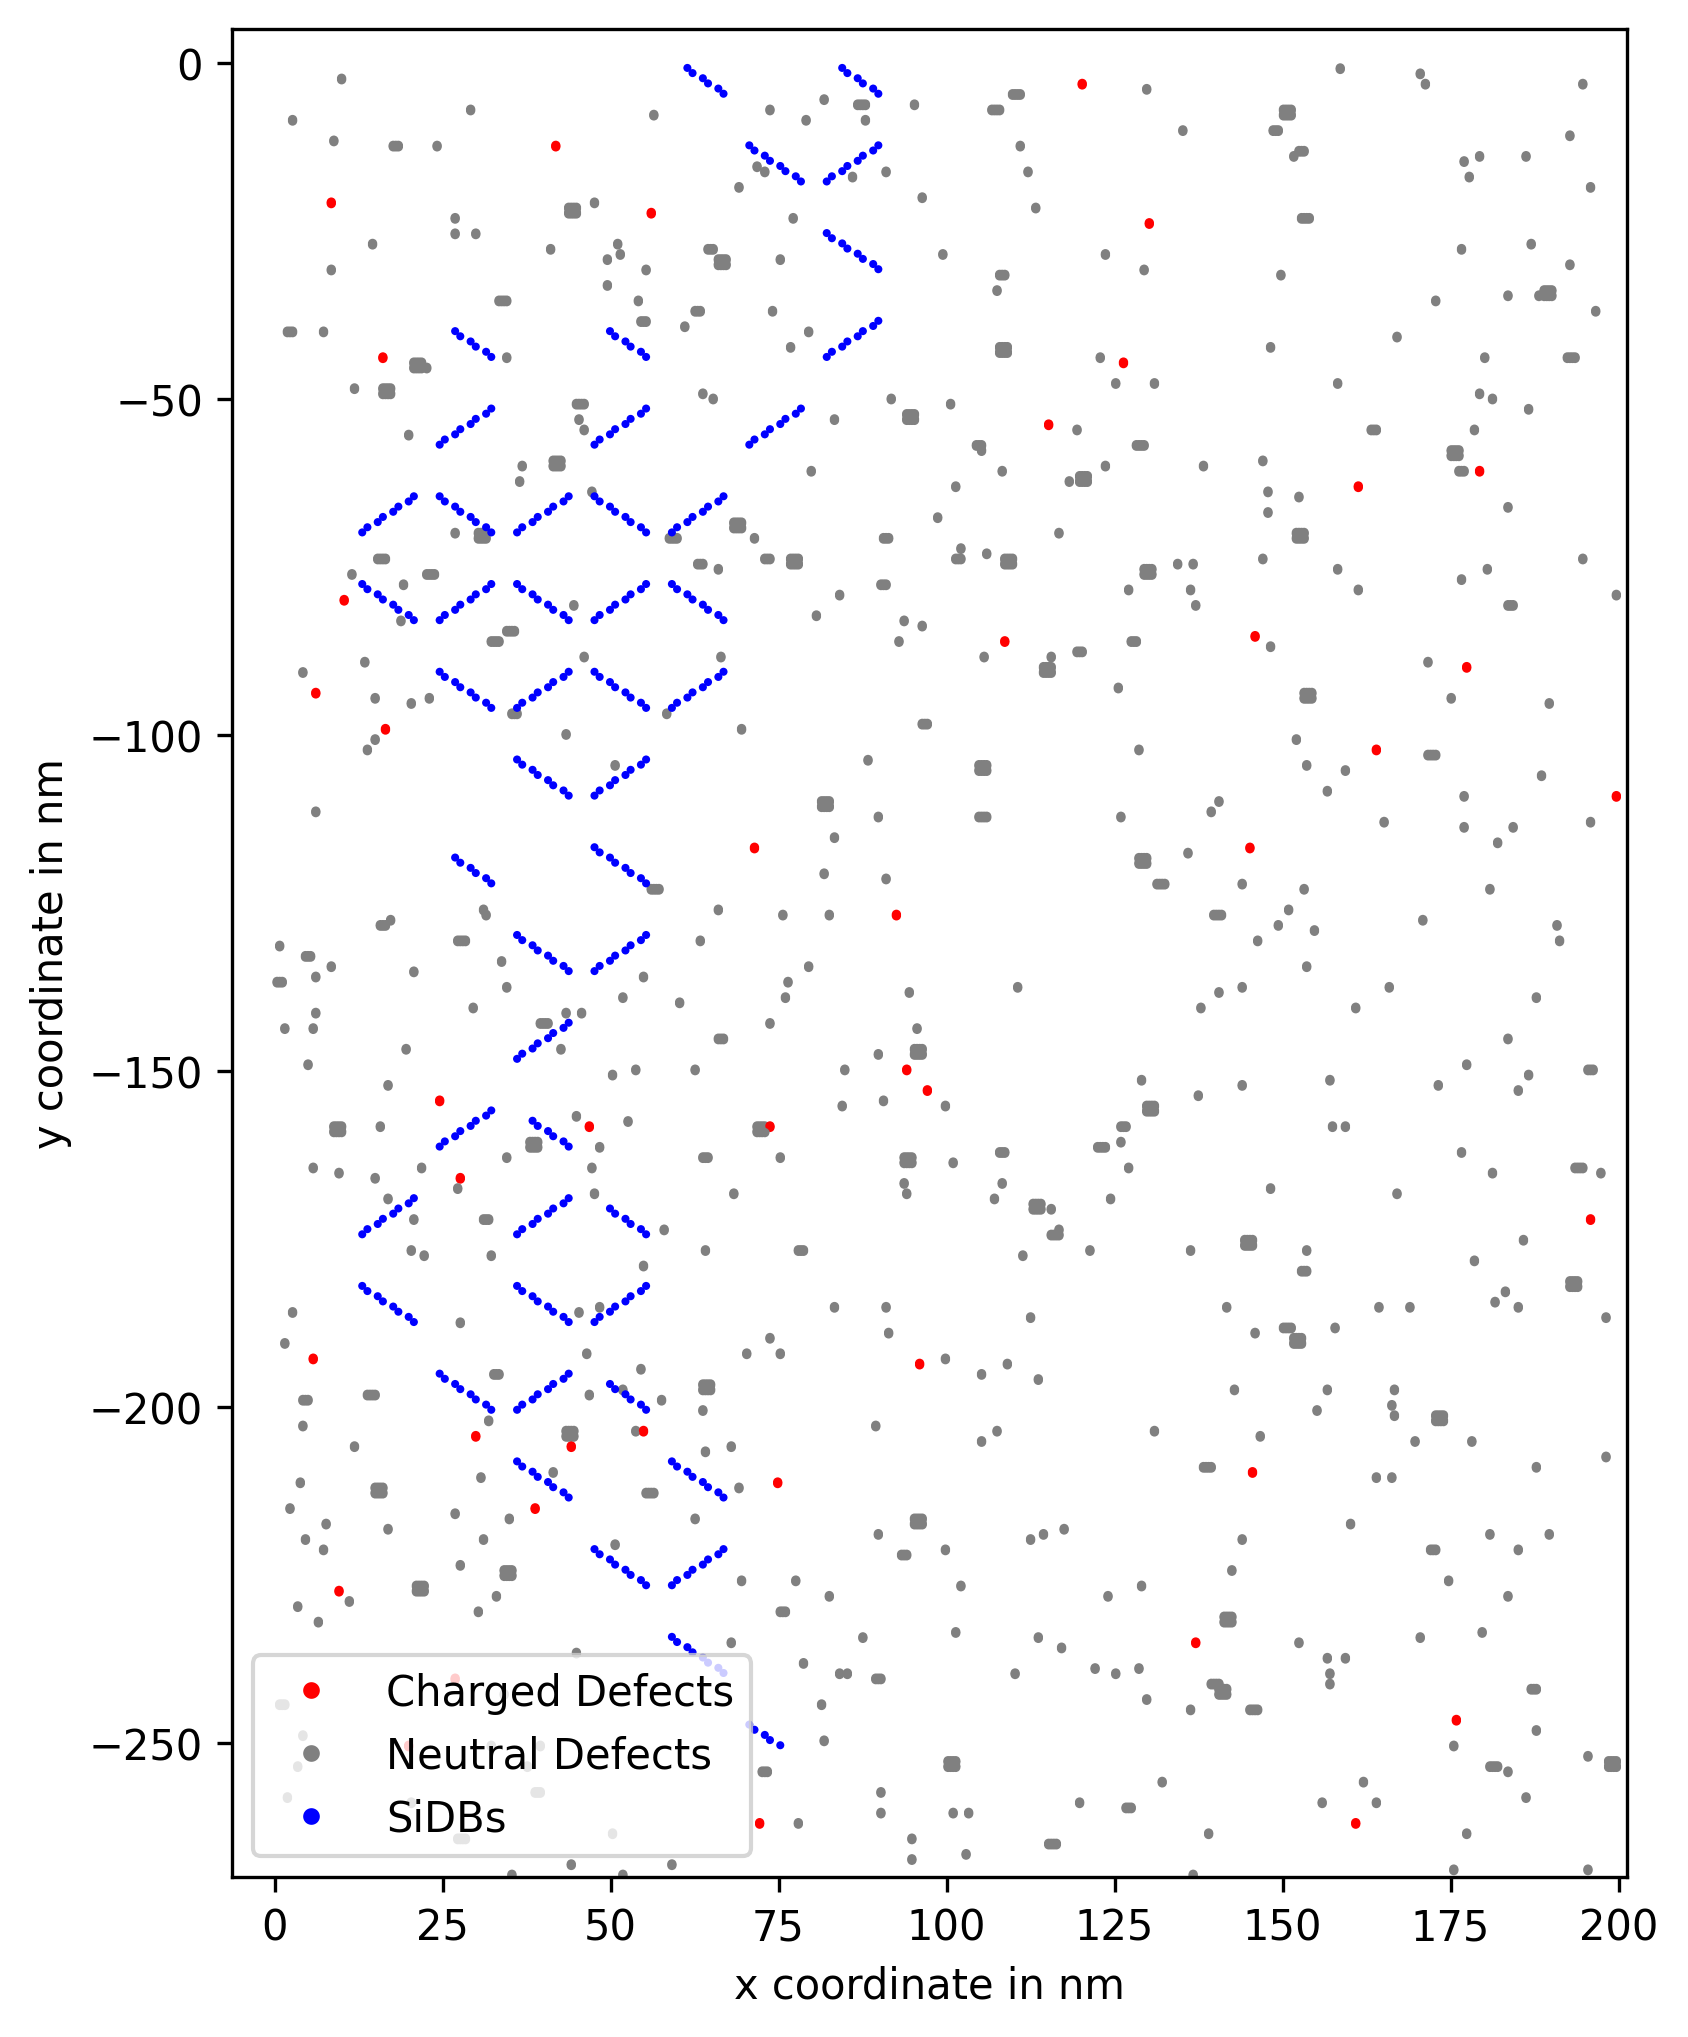 0
−50
−100
−150
−200
−250
y coordinate in nm
Charged Defects
Neutral Defects
SiDBs
0 25 50 75 100 125 150 175 200
x coordinate in nm